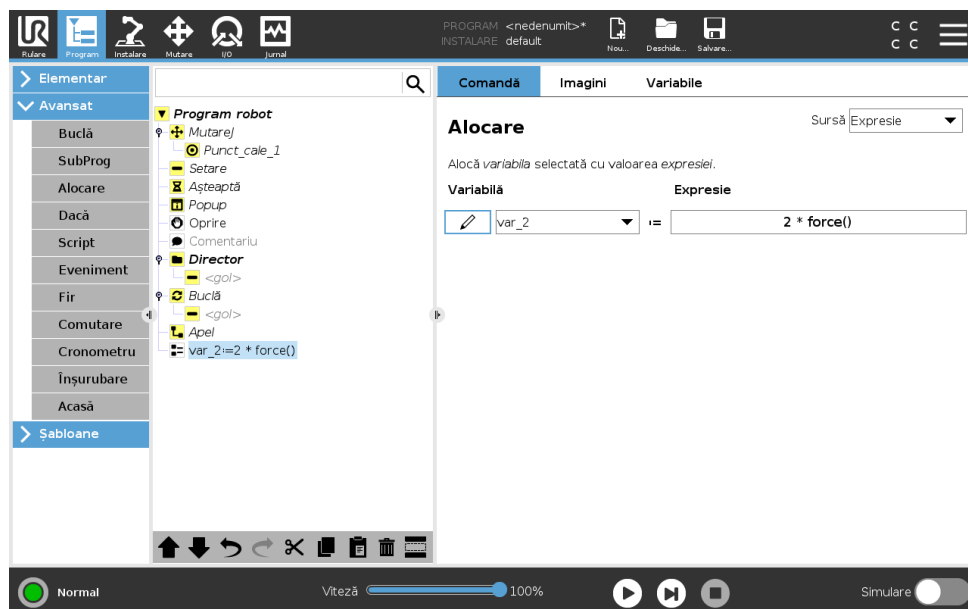 PROGRAM <nedenumit>*
INSTALARE default
Rulare Program Instalare Mutare I/O Jurnal Nou... Deschide... Salvare...
C C
C C
Elementar
Avansat
Buclă
SubProg
Alocare
Dacă
Script
Eveniment
Fir
Comutare
Cronometru
Înșurubare
Acasă
Șabloane
Program robot
MutareJ
Punct_cale_1
Setare
Așteaptă
Popup
Oprire
Comentariu
Director
<gol>
Buclă
<gol>
Apel
var_2:=2 * force()
Comandă Imagini Variabile
Alocare
Sursă Expresie
Alocă variabila selectată cu valoarea expresiei.
Variabilă Expresie
var_2 := 2 * force()
Normal Viteză 100% Simulare